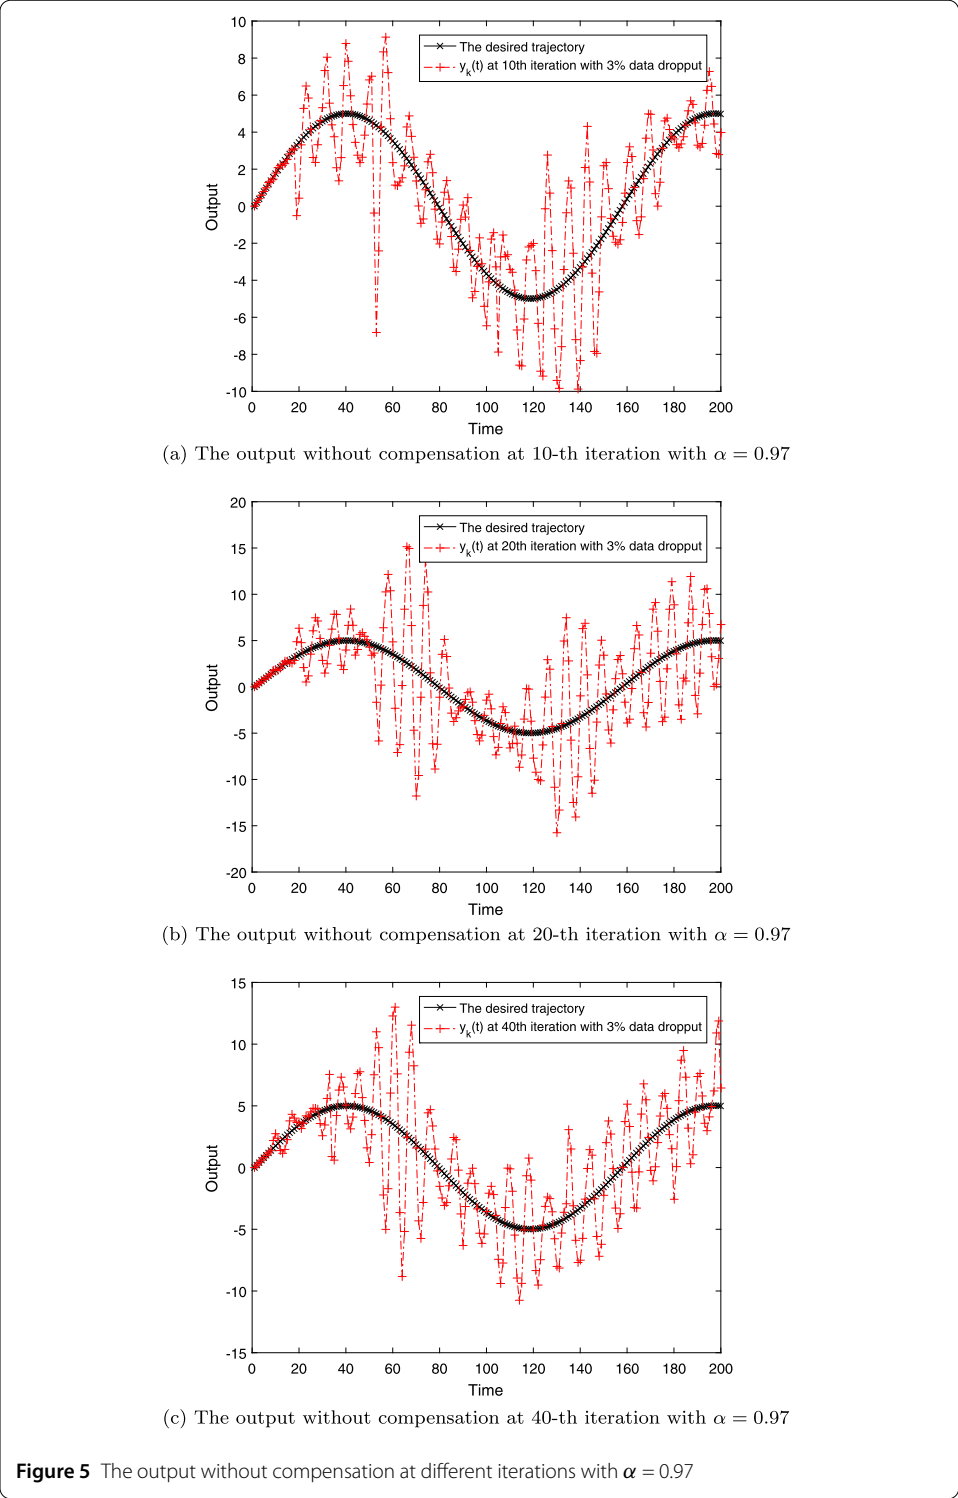 10
8
6
4
2
0
-2
-4
-6
-8
-10
Output
The desired trajectory
yk(t) at 10th iteration with 3% data dropput
0 20 40 60 80 100 120 140 160 180 200
Time
(a) The output without compensation at 10-th iteration with α = 0.97
20
15
10
5
0
-5
-10
-15
-20
Output
The desired trajectory
yk(t) at 20th iteration with 3% data dropput
0 20 40 60 80 100 120 140 160 180 200
Time
(b) The output without compensation at 20-th iteration with α = 0.97
15
10
5
0
-5
-10
-15
Output
The desired trajectory
yk(t) at 40th iteration with 3% data dropput
0 20 40 60 80 100 120 140 160 180 200
Time
(c) The output without compensation at 40-th iteration with α = 0.97
Figure 5 The output without compensation at different iterations with α = 0.97